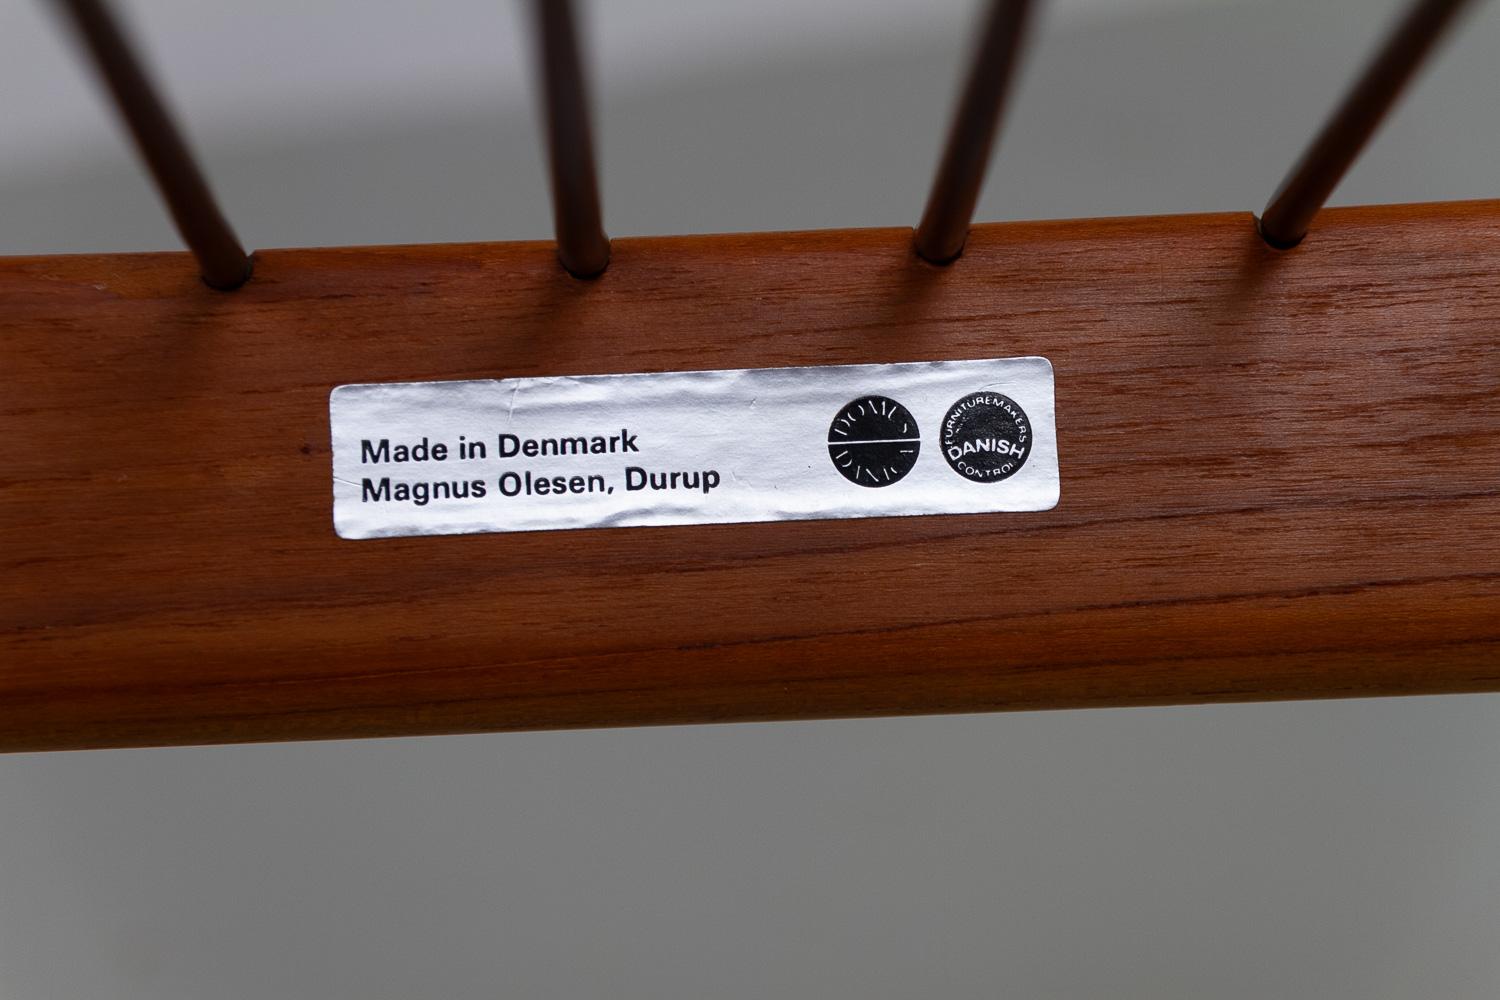 Made in Denmark
Magnus Olesen, Durup
DOMUS
DANICA
FURNITUREMAKERS
DANISH
CONTROL